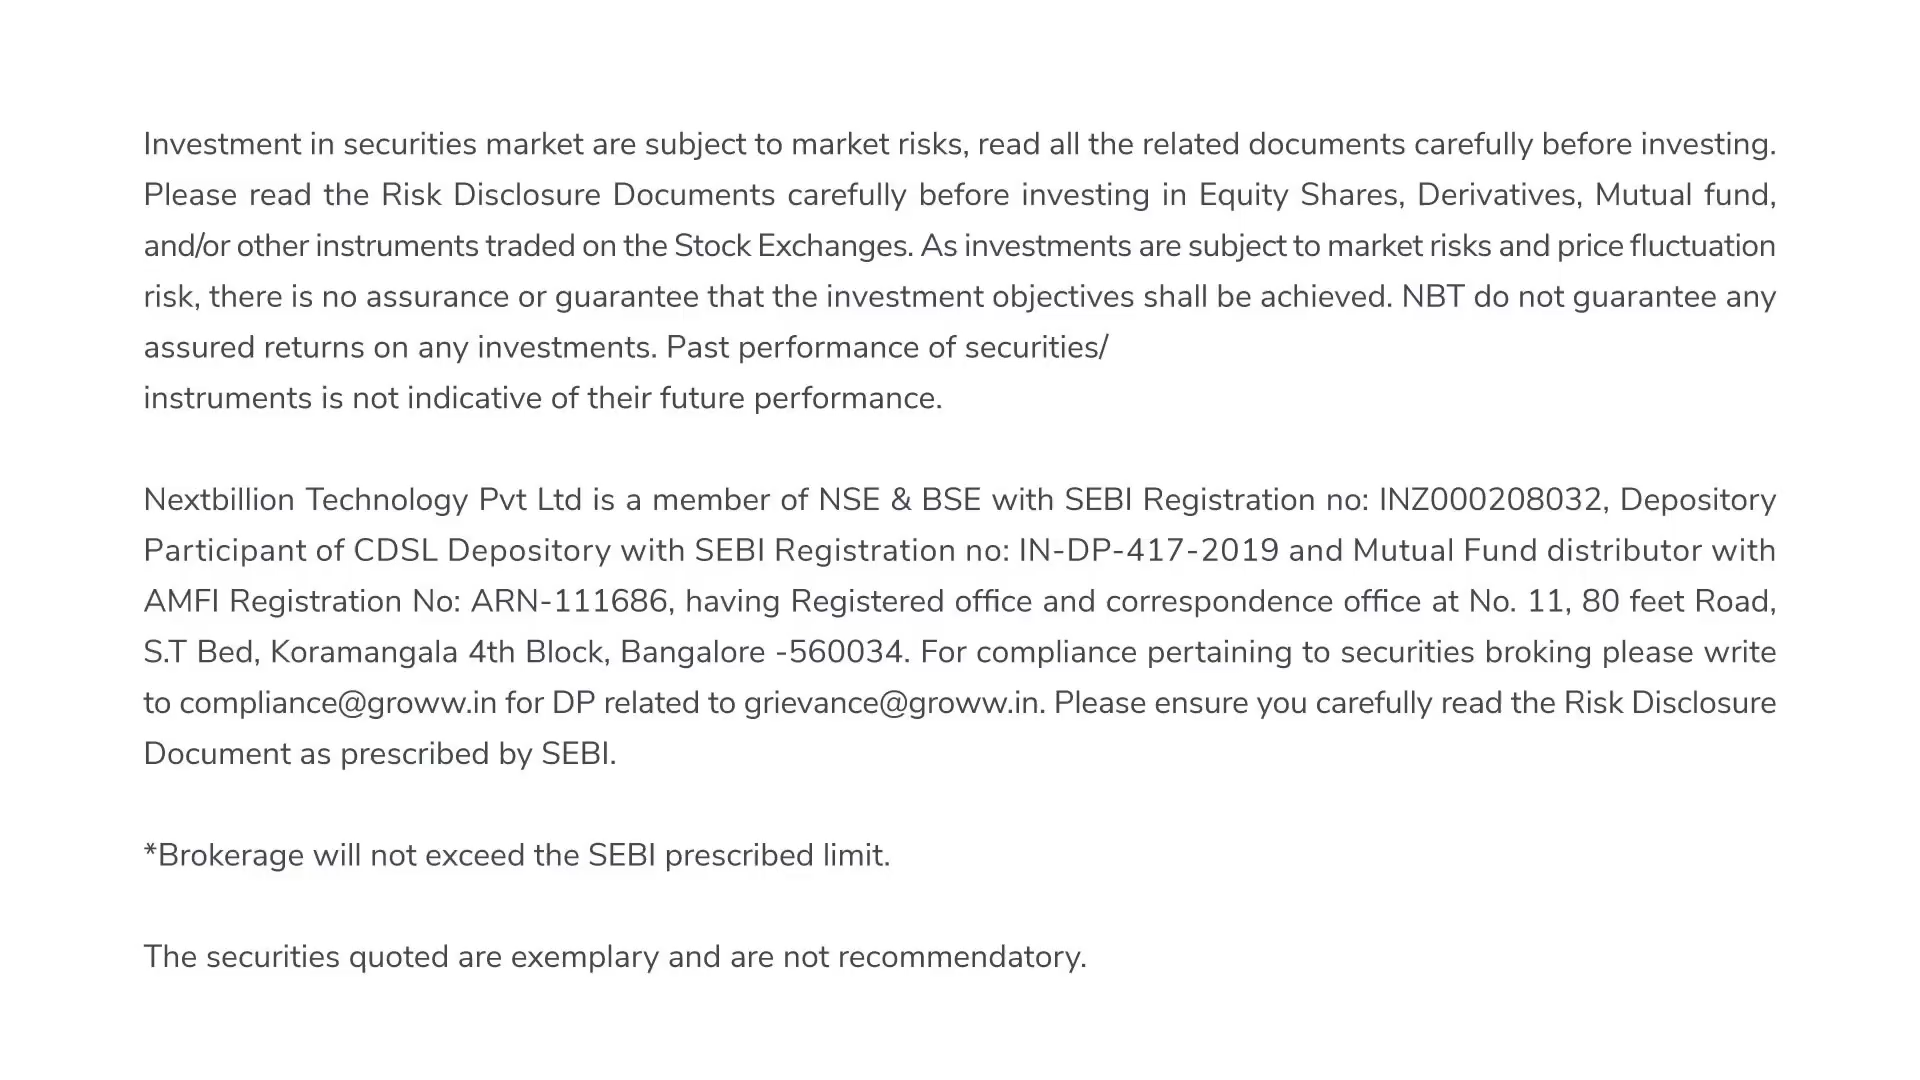 Investment in securities market are subject to market risks, read all the related documents carefully before investing.
Please read the Risk Disclosure Documents carefully before investing in Equity Shares, Derivatives, Mutual fund,
and/or other instruments traded on the Stock Exchanges. As investments are subject to market risks and price fluctuation
risk, there is no assurance or guarantee that the investment objectives shall be achieved. NBT do not guarantee any
assured returns on any investments. Past performance of securities/
instruments is not indicative of their future performance.
Nextbillion Technology Pvt Ltd is a member of NSE & BSE with SEBI Registration no: INZ000208032, Depository
Participant of CDSL Depository with SEBI Registration no: IN-DP-417-2019 and Mutual Fund distributor with
AMFI Registration No: ARN-111686, having Registered office and correspondence office at No. 11, 80 feet Road,
S.T Bed, Koramangala 4th Block, Bangalore -560034. For compliance pertaining to securities broking please write
to compliance@groww.in for DP related to grievance@groww.in. Please ensure you carefully read the Risk Disclosure
Document as prescribed by SEBI.
*Brokerage will not exceed the SEBI prescribed limit.
The securities quoted are exemplary and are not recommendatory.